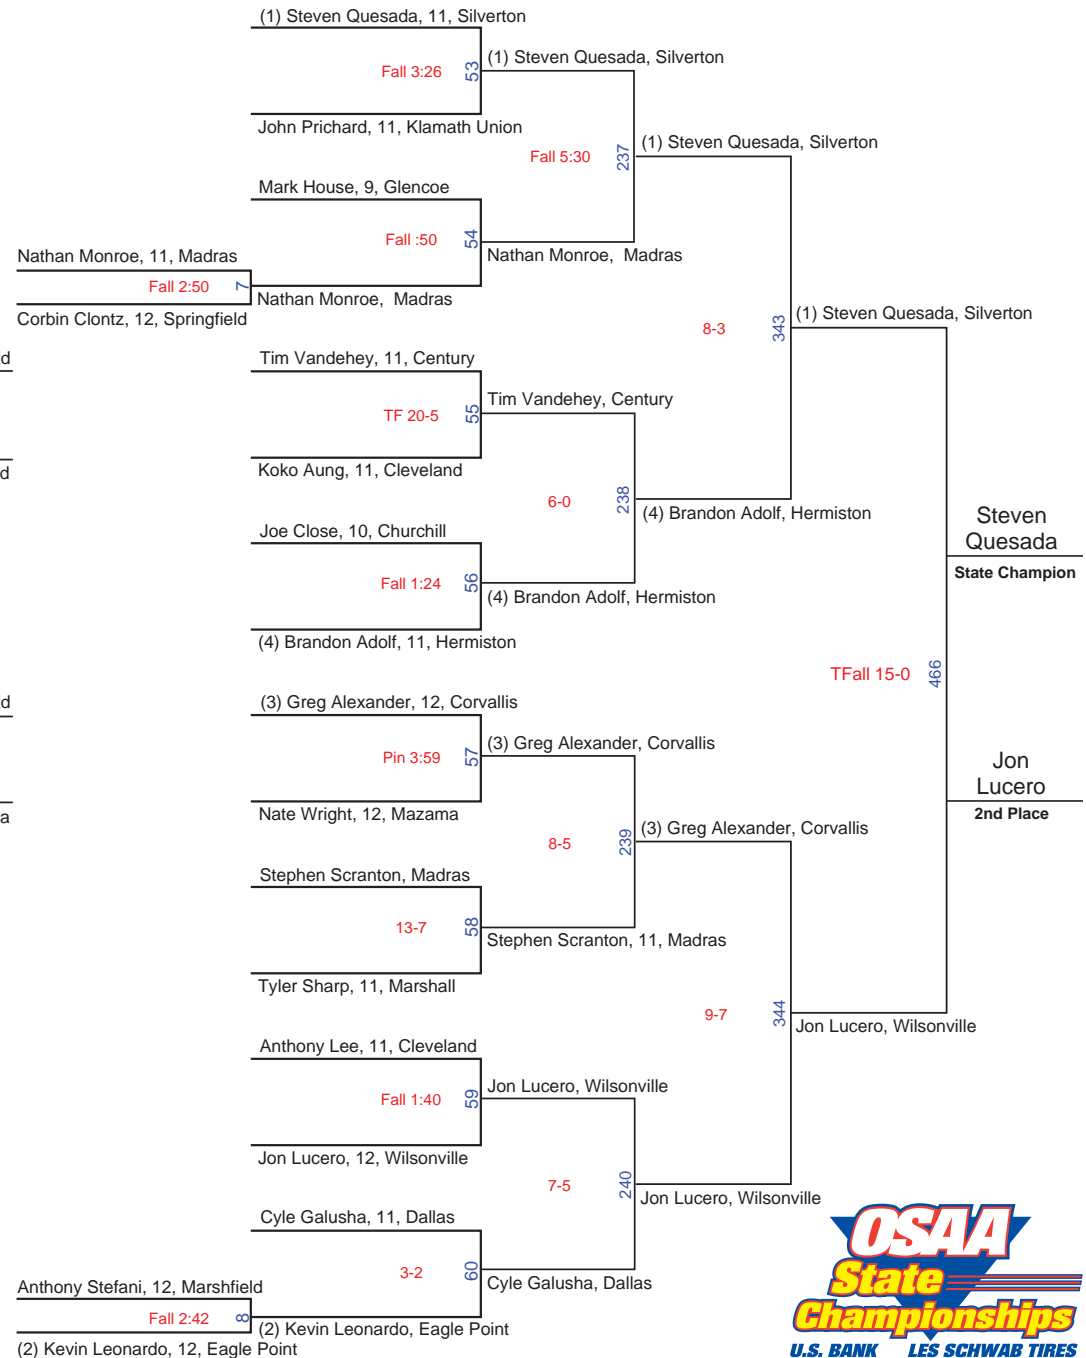 (1) Steven Quesada, 11, Silverton
Fall 3:26
53
(1) Steven Quesada, Silverton
John Prichard, 11, Klamath Union
Fall 5:30
237
(1) Steven Quesada, Silverton
Mark House, 9, Glencoe
Fall :50
54
Nathan Monroe, Madras
Nathan Monroe, 11, Madras
Fall 2:50
7
Nathan Monroe, Madras
Corbin Clontz, 12, Springfield
8-3
343
(1) Steven Quesada, Silverton
d
Tim Vandehey, 11, Century
TF 20-5
55
Tim Vandehey, Century
d
Koko Aung, 11, Cleveland
6-0
238
(4) Brandon Adolf, Hermiston
Joe Close, 10, Churchill
Fall 1:24
56
(4) Brandon Adolf, Hermiston
(4) Brandon Adolf, 11, Hermiston
Steven
Quesada
State Champion
TFall 15-0
466
d
(3) Greg Alexander, 12, Corvallis
Pin 3:59
57
(3) Greg Alexander, Corvallis
Nate Wright, 12, Mazama
a
8-5
239
(3) Greg Alexander, Corvallis
Jon
Lucero
2nd Place
Stephen Scranton, Madras
13-7
58
Stephen Scranton, 11, Madras
Tyler Sharp, 11, Marshall
9-7
344
Jon Lucero, Wilsonville
Anthony Lee, 11, Cleveland
Fall 1:40
59
Jon Lucero, Wilsonville
Jon Lucero, 12, Wilsonville
7-5
240
Jon Lucero, Wilsonville
Cyle Galusha, 11, Dallas
3-2
60
Cyle Galusha, Dallas
Anthony Stefani, 12, Marshfield
Fall 2:42
8
(2) Kevin Leonardo, Eagle Point
(2) Kevin Leonardo, 12, Eagle Point
OSAA
State
Championships
U.S. BANK LES SCHWAB TIRES